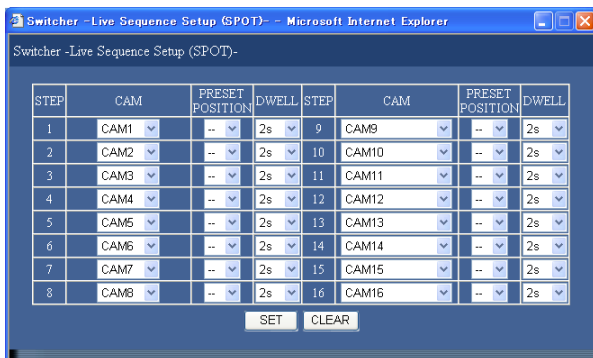 Switcher -Live Sequence Setup (SPOT)- - Microsoft Internet Explorer
Switcher -Live Sequence Setup (SPOT)-
STEP CAM PRESET POSITION DWELL STEP CAM PRESET POSITION DWELL
1 CAM1 -- 2s 9 CAM9 -- 2s
2 CAM2 -- 2s 10 CAM10 -- 2s
3 CAM3 -- 2s 11 CAM11 -- 2s
4 CAM4 -- 2s 12 CAM12 -- 2s
5 CAM5 -- 2s 13 CAM13 -- 2s
6 CAM6 -- 2s 14 CAM14 -- 2s
7 CAM7 -- 2s 15 CAM15 -- 2s
8 CAM8 -- 2s 16 CAM16 -- 2s
SET CLEAR